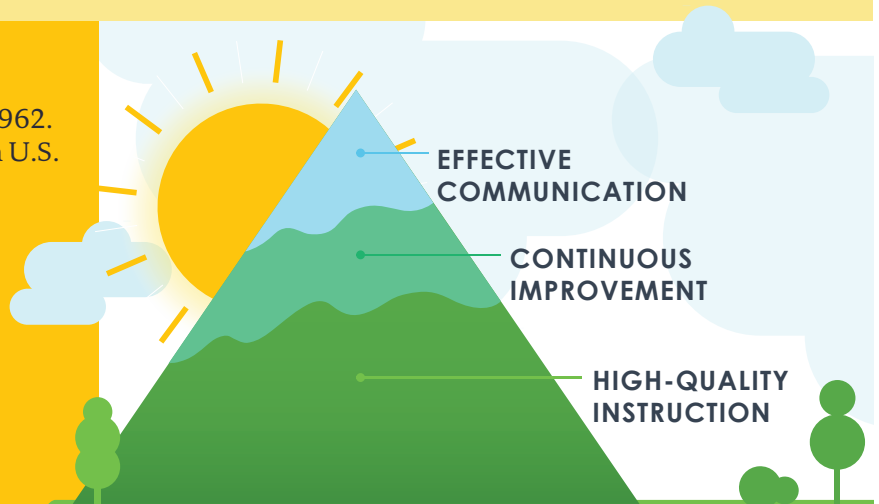 962.
U.S.
EFFECTIVE
COMMUNICATION
CONTINUOUS
IMPROVEMENT
HIGH-QUALITY
INSTRUCTION